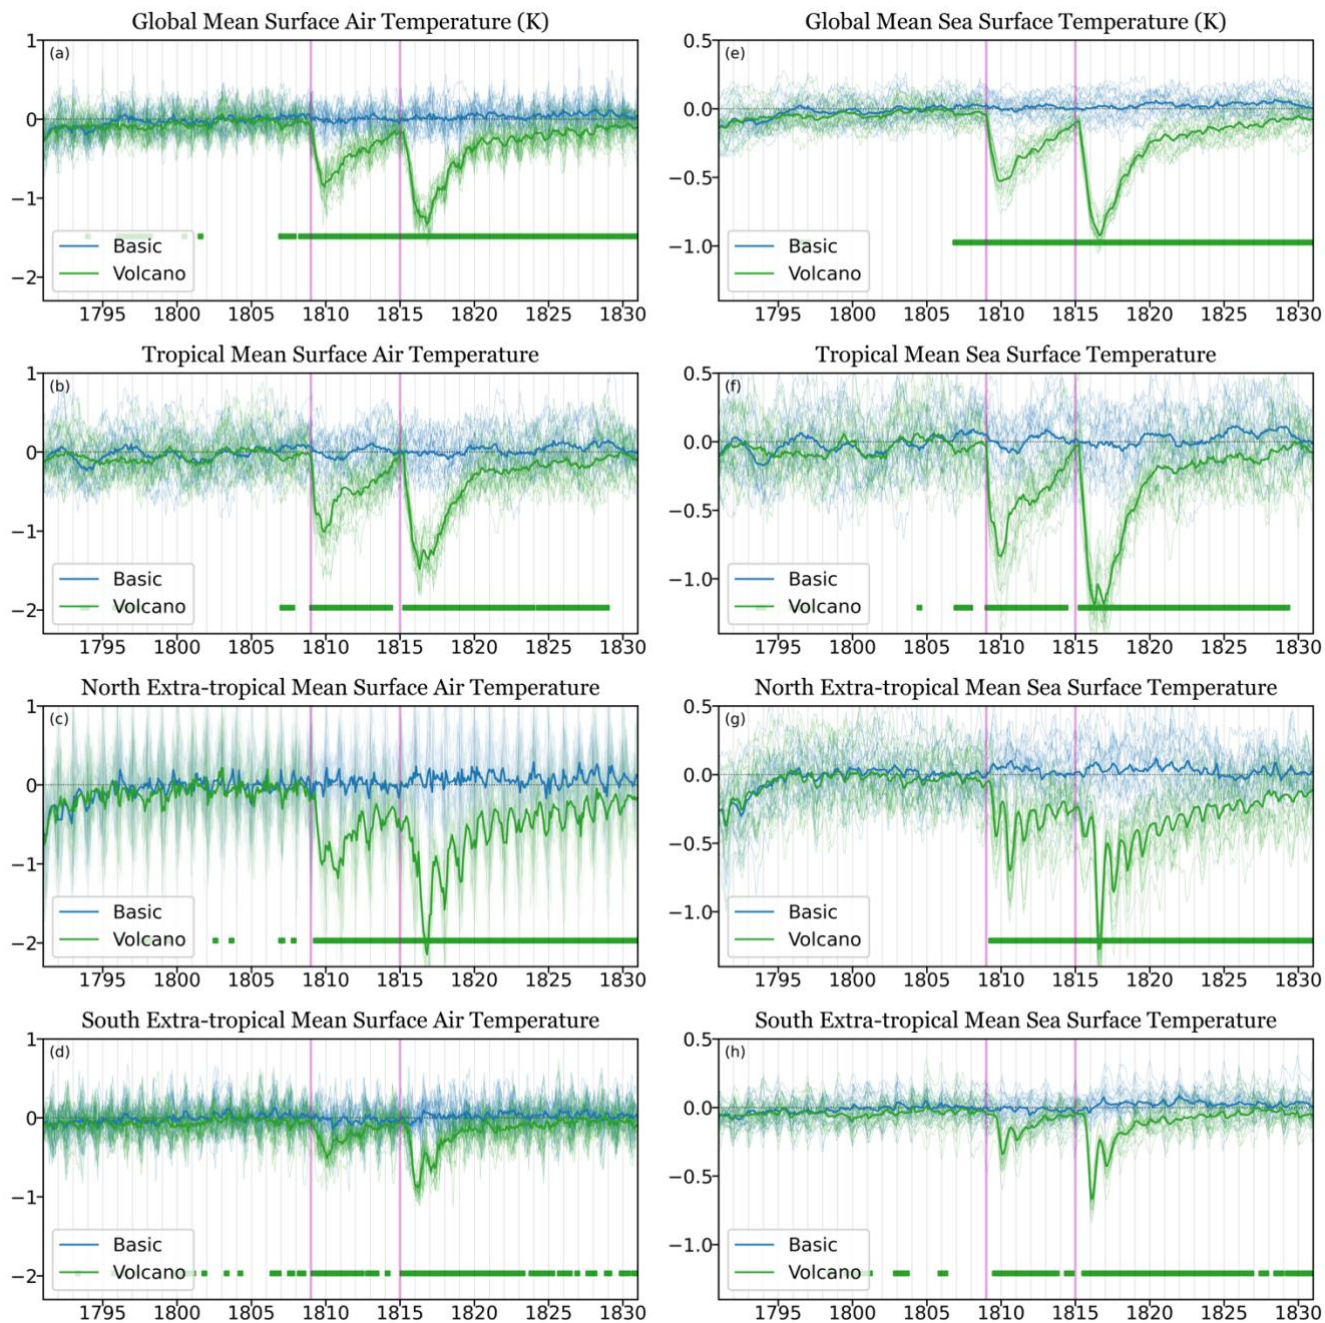 Global Mean Surface Air Temperature (K)
(a)
1
0
−1
−2
Basic
Volcano
1795 1800 1805 1810 1815 1820 1825 1830
Global Mean Sea Surface Temperature (K)
(e)
0.5
0.0
−0.5
−1.0
Basic
Volcano
1795 1800 1805 1810 1815 1820 1825 1830
Tropical Mean Surface Air Temperature
(b)
1
0
−1
−2
Basic
Volcano
1795 1800 1805 1810 1815 1820 1825 1830
Tropical Mean Sea Surface Temperature
(f)
0.5
0.0
−0.5
−1.0
Basic
Volcano
1795 1800 1805 1810 1815 1820 1825 1830
North Extra-tropical Mean Surface Air Temperature
(c)
1
0
−1
−2
Basic
Volcano
1795 1800 1805 1810 1815 1820 1825 1830
North Extra-tropical Mean Sea Surface Temperature
(g)
0.5
0.0
−0.5
−1.0
Basic
Volcano
1795 1800 1805 1810 1815 1820 1825 1830
South Extra-tropical Mean Surface Air Temperature
(d)
1
0
−1
−2
Basic
Volcano
1795 1800 1805 1810 1815 1820 1825 1830
South Extra-tropical Mean Sea Surface Temperature
(h)
0.5
0.0
−0.5
−1.0
Basic
Volcano
1795 1800 1805 1810 1815 1820 1825 1830